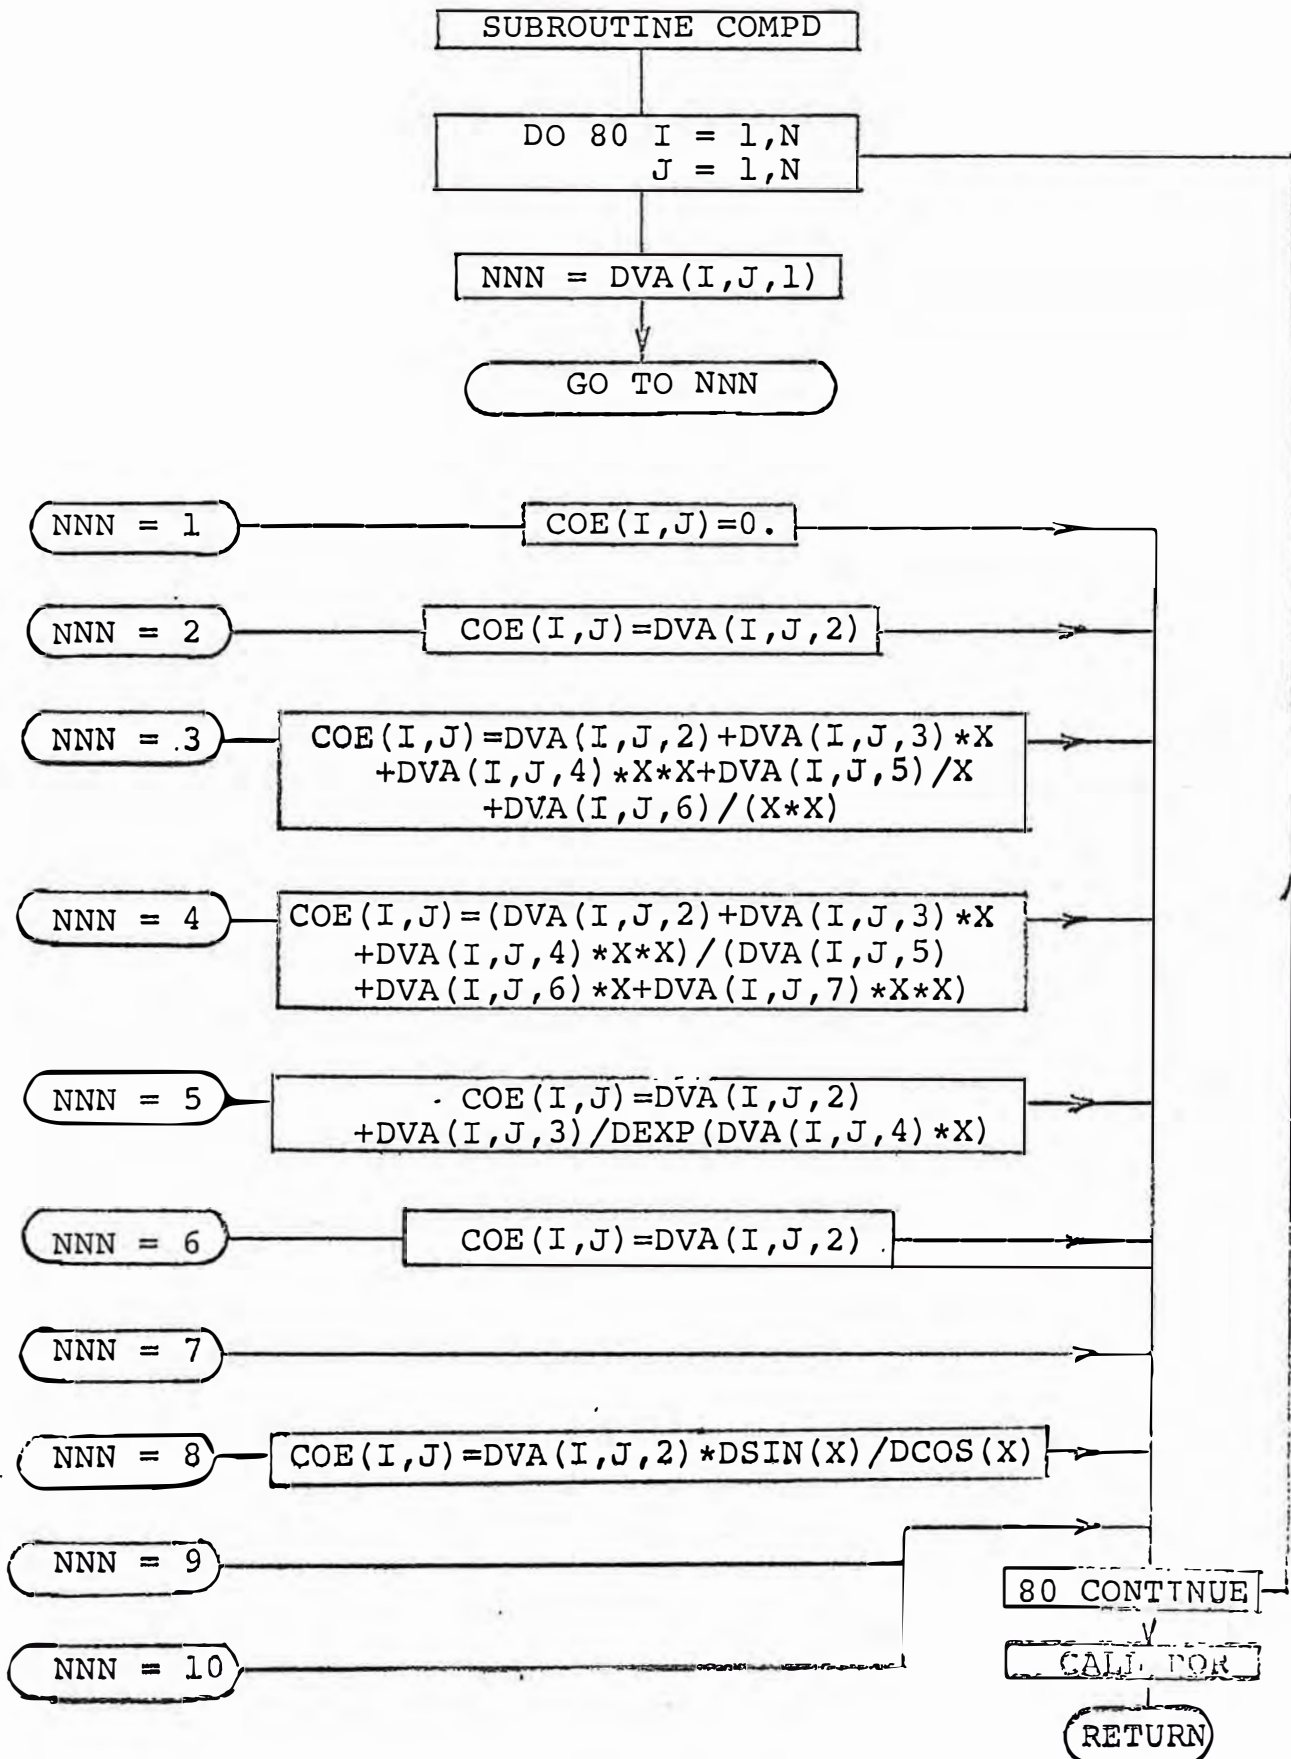 SUBROUTINE COMPD
DO 80 I = 1,N
J = 1,N
NNN = DVA(I,J,1)
GO TO NNN
NNN = 1
COE(I,J)=0.
NNN = 2
COE(I,J)=DVA(I,J,2)
NNN = 3
COE(I,J)=DVA(I,J,2)+DVA(I,J,3)*X
+DVA(I,J,4)*X*X+DVA(I,J,5)/X
+DVA(I,J,6)/(X*X)
NNN = 4
COE(I,J)=(DVA(I,J,2)+DVA(I,J,3)*X
+DVA(I,J,4)*X*X)/(DVA(I,J,5)
+DVA(I,J,6)*X+DVA(I,J,7)*X*X)
NNN = 5
COE(I,J)=DVA(I,J,2)
+DVA(I,J,3)/DEXP(DVA(I,J,4)*X)
NNN = 6
COE(I,J)=DVA(I,J,2)
NNN = 7
NNN = 8
COE(I,J)=DVA(I,J,2)*DSIN(X)/DCOS(X)
NNN = 9
80 CONTINUE
NNN = 10
CALL
RETURN